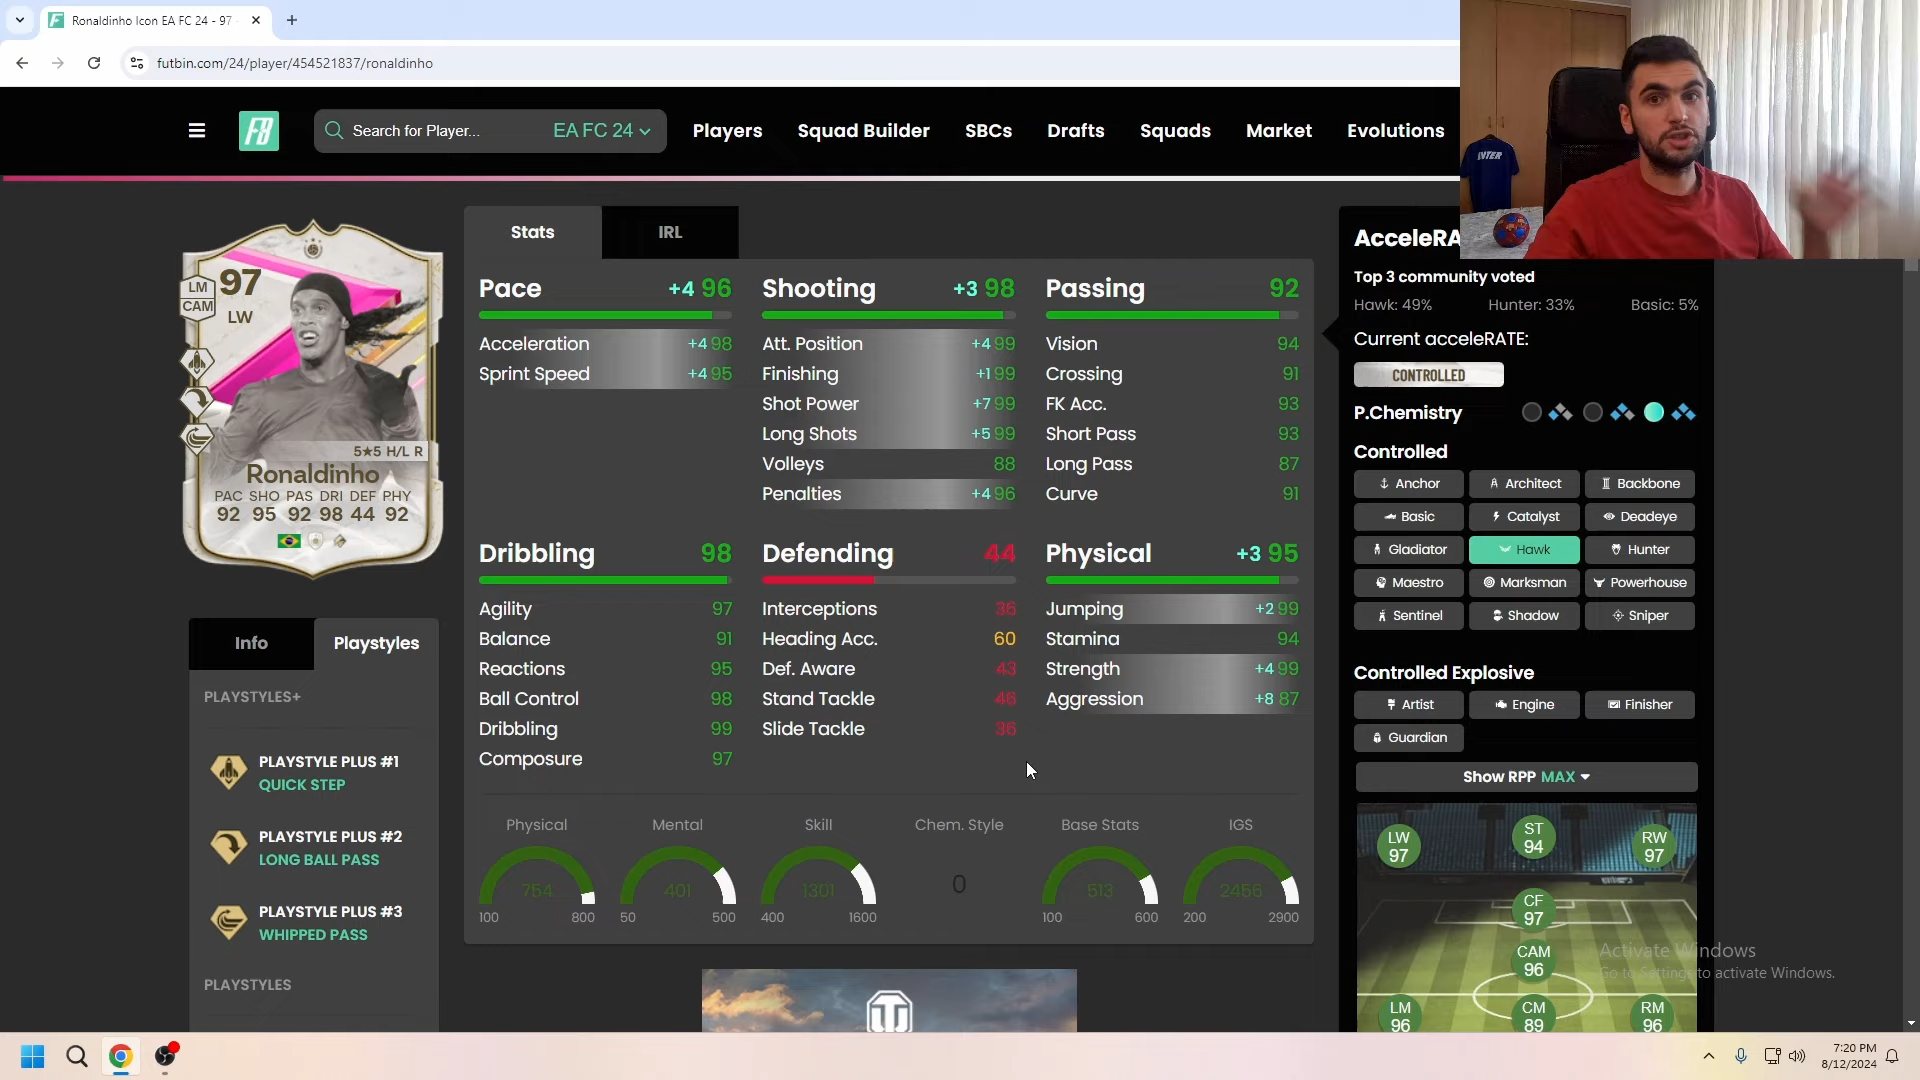 Ronaldinho Icon EA FC 24 - 97
futbin.com/24/player/454521837/ronaldinho
Search for Player...
EA FC 24
Players
Squad Builder
SBCs
Drafts
Squads
Market
Evolutions
INTER
LM
CAM
97
LW
5★5 H/L R
Ronaldinho
PAC SHO PAS DRI DEF PHY
92 95 92 98 44 92
Info
Playstyles
PLAYSTYLES+
PLAYSTYLE PLUS #1
QUICK STEP
PLAYSTYLE PLUS #2
LONG BALL PASS
PLAYSTYLE PLUS #3
WHIPPED PASS
PLAYSTYLES
Stats
IRL
Pace +4 96
Acceleration +4 98
Sprint Speed +4 95
Shooting +3 98
Att. Position +4 99
Finishing +1 99
Shot Power +7 99
Long Shots +5 99
Volleys 88
Penalties +4 96
Passing 92
Vision 94
Crossing 91
FK Acc. 93
Short Pass 93
Long Pass 87
Curve 91
Dribbling 98
Agility 97
Balance 91
Reactions 95
Ball Control 98
Dribbling 99
Composure 97
Defending 44
Interceptions 36
Heading Acc. 60
Def. Aware 43
Stand Tackle 46
Slide Tackle 36
Physical +3 95
Jumping +2 99
Stamina 94
Strength +4 99
Aggression +8 87
Physical
754
100 800
Mental
401
50 500
Skill
1301
400 1600
Chem. Style
0
Base Stats
513
100 600
IGS
2456
200 2900
AcceleRA
Top 3 community voted
Hawk: 49% Hunter: 33% Basic: 5%
Current acceleRATE:
CONTROLLED
P.Chemistry
Controlled
Anchor Architect Backbone
Basic Catalyst Deadeye
Gladiator Hawk Hunter
Maestro Marksman Powerhouse
Sentinel Shadow Sniper
Controlled Explosive
Artist Engine Finisher
Guardian
Show RPP MAX
LW
97
ST
94
RW
97
CF
97
CAM
96
LM
96
CM
89
RM
96
Activate Windows
Go to Settings to activate Windows.
7:20 PM
8/12/2024